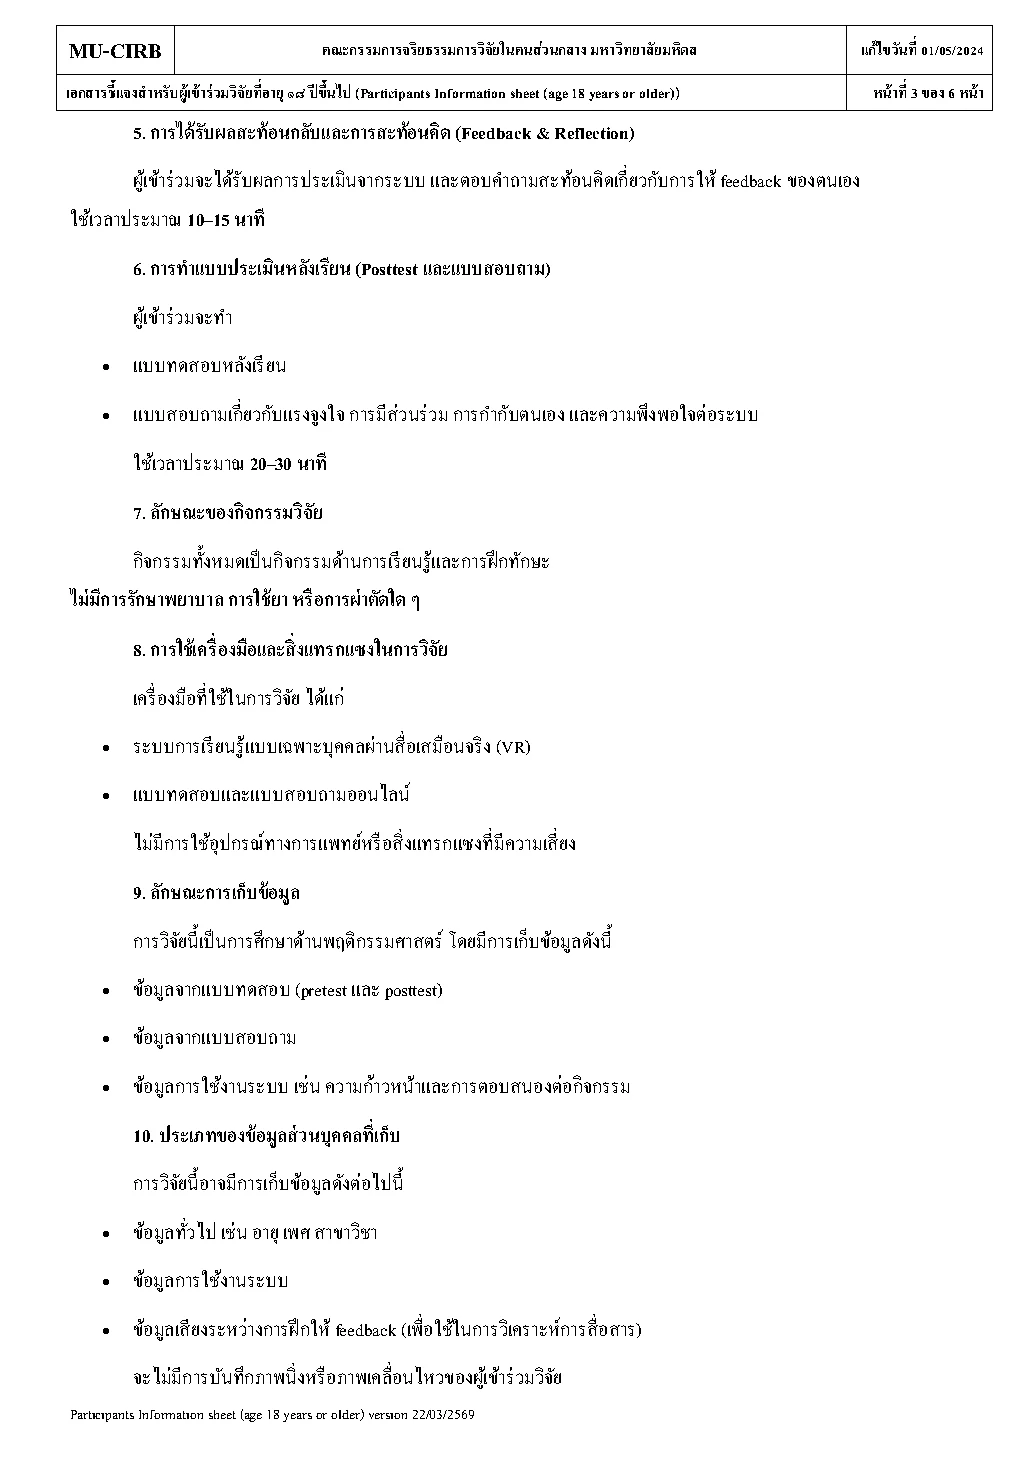 MU-CIRB
คณะกรรมการจริยธรรมการวิจัยในคนส่วนกลาง มหาวิทยาลัยมหิดล
แก้ไขวันที่ 01/05/2024
เอกสารชี้แจงสำหรับผู้เข้าร่วมวิจัยที่อายุ ๑๘ ปีขึ้นไป (Participants Information sheet (age 18 years or older))
หน้าที่ 3 ของ 6 หน้า
5. การได้รับผลสะท้อนกลับและการสะท้อนคิด (Feedback & Reflection)
ผู้เข้าร่วมจะได้รับผลการประเมินจากระบบ และตอบคำถามสะท้อนคิดเกี่ยวกับการให้ feedback ของตนเอง
ใช้เวลาประมาณ 10–15 นาที
6. การทำแบบประเมินหลังเรียน (Posttest และแบบสอบถาม)
ผู้เข้าร่วมจะทำ
• แบบทดสอบหลังเรียน
• แบบสอบถามเกี่ยวกับแรงจูงใจ การมีส่วนร่วม การกำกับตนเอง และความพึงพอใจต่อระบบ
ใช้เวลาประมาณ 20–30 นาที
7. ลักษณะของกิจกรรมวิจัย
กิจกรรมทั้งหมดเป็นกิจกรรมด้านการเรียนรู้และการฝึกทักษะ
ไม่มีการรักษาพยาบาล การใช้ยา หรือการผ่าตัดใด ๆ
8. การใช้เครื่องมือและสิ่งแทรกแซงในการวิจัย
เครื่องมือที่ใช้ในการวิจัย ได้แก่
• ระบบการเรียนรู้แบบเฉพาะบุคคลผ่านสื่อเสมือนจริง (VR)
• แบบทดสอบและแบบสอบถามออนไลน์
ไม่มีการใช้อุปกรณ์ทางการแพทย์หรือสิ่งแทรกแซงที่มีความเสี่ยง
9. ลักษณะการเก็บข้อมูล
การวิจัยนี้เป็นการศึกษาด้านพฤติกรรมศาสตร์ โดยมีการเก็บข้อมูลดังนี้
• ข้อมูลจากแบบทดสอบ (pretest และ posttest)
• ข้อมูลจากแบบสอบถาม
• ข้อมูลการใช้งานระบบ เช่น ความก้าวหน้าและการตอบสนองต่อกิจกรรม
10. ประเภทของข้อมูลส่วนบุคคลที่เก็บ
การวิจัยนี้อาจมีการเก็บข้อมูลดังต่อไปนี้
• ข้อมูลทั่วไป เช่น อายุ เพศ สาขาวิชา
• ข้อมูลการใช้งานระบบ
• ข้อมูลเสียงระหว่างการฝึกให้ feedback (เพื่อใช้ในการวิเคราะห์การสื่อสาร)
จะไม่มีการบันทึกภาพนิ่งหรือภาพเคลื่อนไหวของผู้เข้าร่วมวิจัย
Participants Information sheet (age 18 years or older) version 22/03/2569